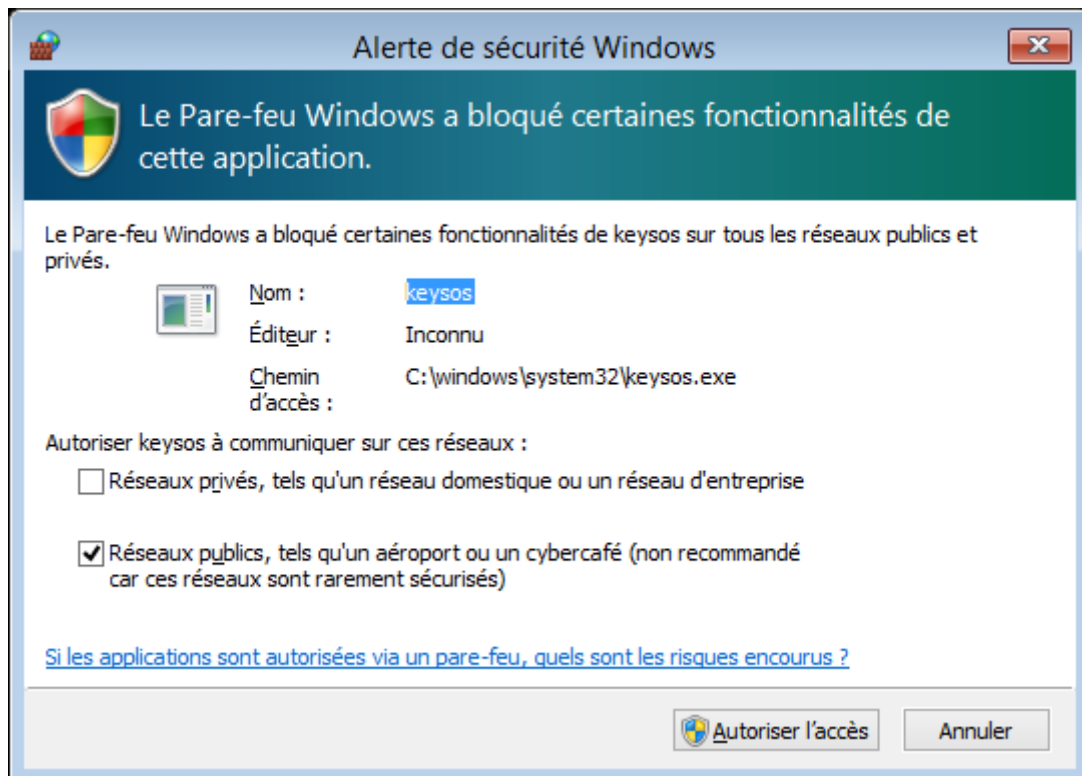 Alerte de sécurité Windows
Le Pare-feu Windows a bloqué certaines fonctionnalités de
cette application.
Le Pare-feu Windows a bloqué certaines fonctionnalités de keysos sur tous les réseaux publics et
privés.
Nom : keysos
Éditeur : Inconnu
Chemin C:\windows\system32\keysos.exe
d'accès :
Autoriser keysos à communiquer sur ces réseaux :
Réseaux privés, tels qu'un réseau domestique ou un réseau d'entreprise
Réseaux publics, tels qu'un aéroport ou un cybercafé (non recommandé
car ces réseaux sont rarement sécurisés)
Si les applications sont autorisées via un pare-feu, quels sont les risques encourus ?
Autoriser l'accès Annuler